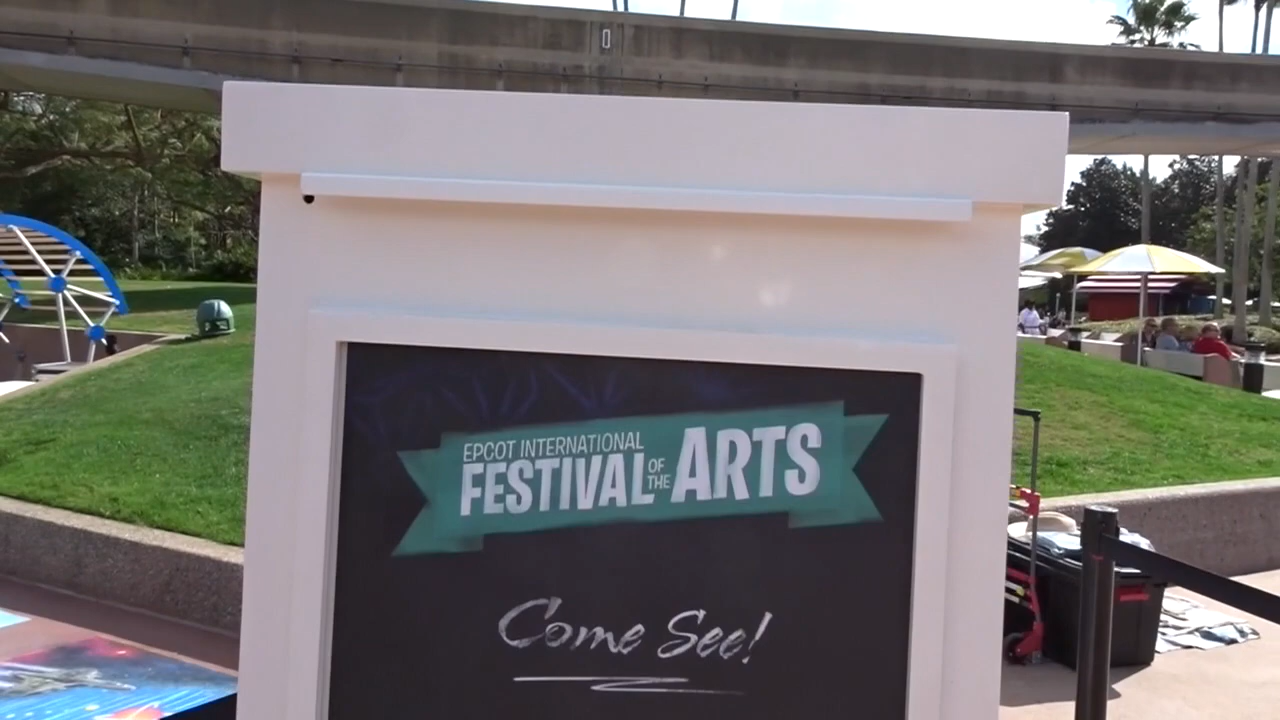 EPCOT INTERNATIONAL
FESTIVAL OF THE ARTS
Come See!